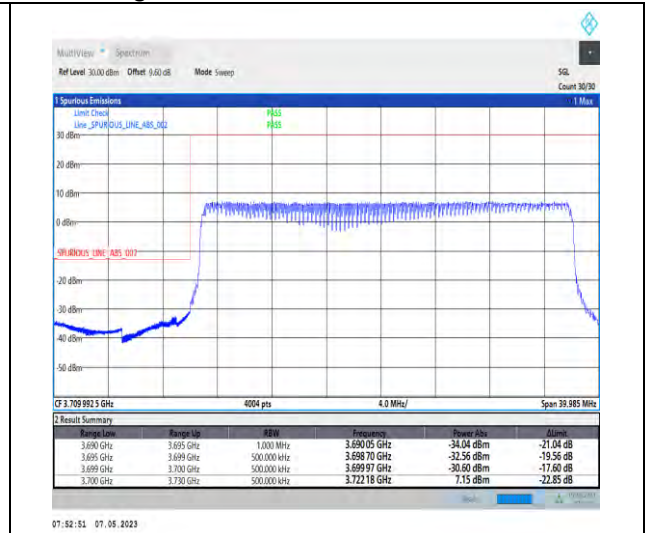 MultiView Spectrum
Ref Level 30.00 dBm Offset 9.60 dB Mode Sweep SGL
Count 30/30
1 Spurious Emissions 1 Max
Limit Check PASS
Line _SPURIOUS_LINE_ABS_002 PASS
30 dBm
20 dBm
10 dBm
0 dBm
_SPURIOUS_LINE_ABS_002
-20 dBm
-30 dBm
-40 dBm
-50 dBm
CF 3.709 992 5 GHz 4004 pts 4.0 MHz/ Span 39.985 MHz
2 Result Summary
Range Low Range Up RBW Frequency Power Abs ΔLimit
3.690 GHz 3.695 GHz 1.000 MHz 3.690 05 GHz -34.04 dBm -21.04 dB
3.695 GHz 3.699 GHz 500.000 kHz 3.698 70 GHz -32.56 dBm -19.56 dB
3.699 GHz 3.700 GHz 500.000 kHz 3.699 97 GHz -30.60 dBm -17.60 dB
3.700 GHz 3.730 GHz 500.000 kHz 3.722 18 GHz 7.15 dBm -22.85 dB
07:52:51 07.05.2023